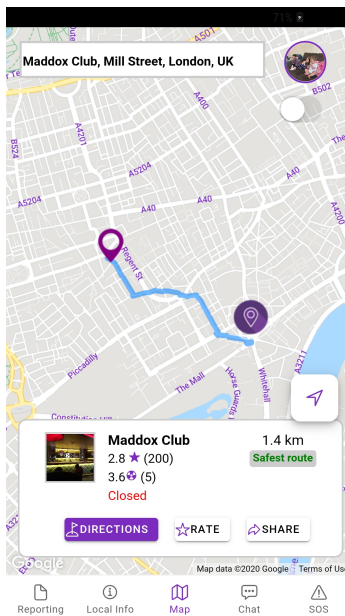 71%
Maddox Club, Mill Street, London, UK
A501
B502
A400
A4201
B524
The
A5204
A40
A5204
A40
A40
A4200
Regent St
Piccadilly
The Mall
Horse Guards
Whitehall
A3211
Constitution Hill
Maddox Club
2.8 (200)
3.6 (5)
Closed
1.4 km
Safest route
DIRECTIONS
RATE
SHARE
Google
Map data ©2020 Google
Terms of Use
Reporting
Local Info
Map
Chat
SOS